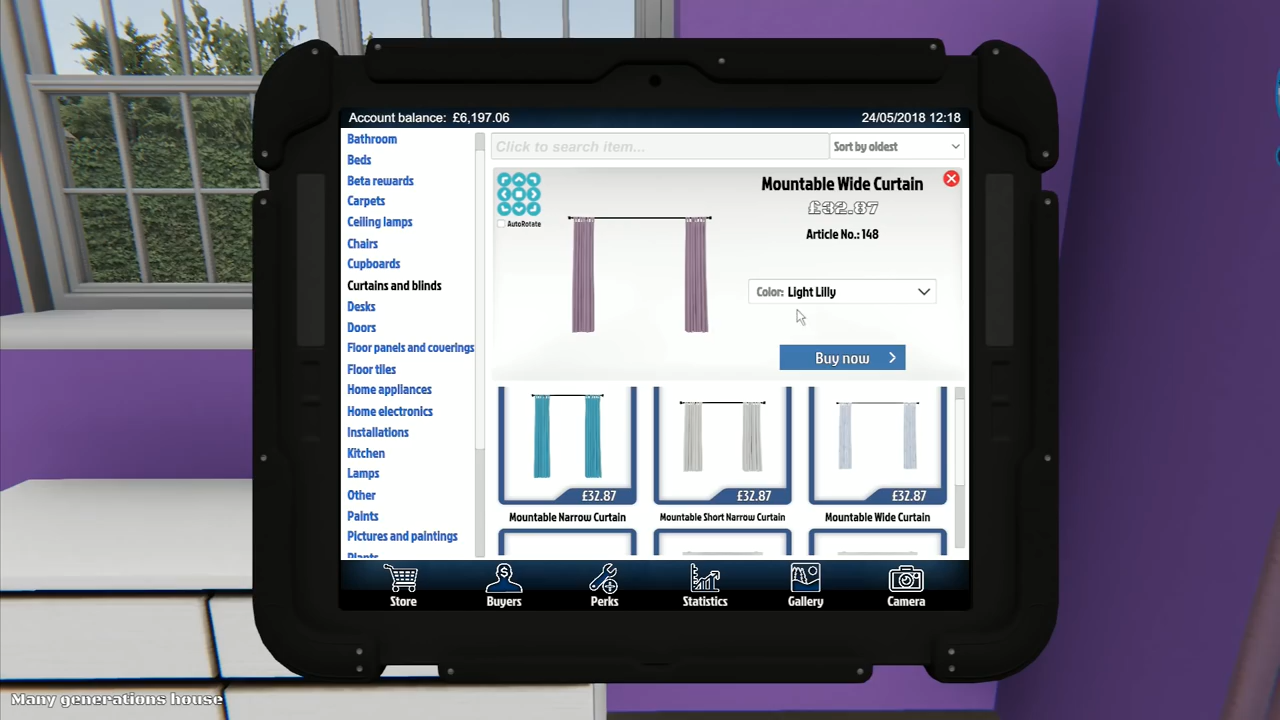 Account balance: £6,197.06
24/05/2018 12:18
Bathroom
Beds
Beta rewards
Carpets
Ceiling lamps
Chairs
Cupboards
Curtains and blinds
Desks
Doors
Floor panels and coverings
Floor tiles
Home appliances
Home electronics
Installations
Kitchen
Lamps
Other
Paints
Pictures and paintings
Plants
Click to search item...
Sort by oldest
AutoRotate
Mountable Wide Curtain
£32.87
Article No.: 148
Color: Light Lilly
Buy now
£32.87
£32.87
£32.87
Mountable Narrow Curtain
Mountable Short Narrow Curtain
Mountable Wide Curtain
Store
Buyers
Perks
Statistics
Gallery
Camera
Many generations house